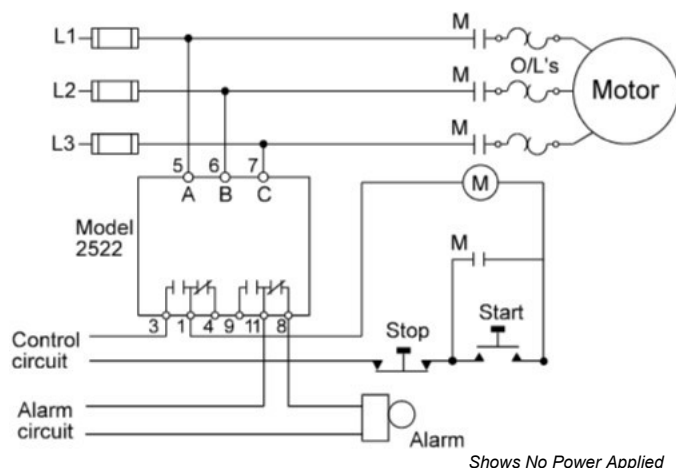 L1
M
O/L's
L2
M
Motor
L3
M
5 6 7
A B C
M
Model
2522
M
3 1 4 9 11 8
Stop
Start
Control
circuit
Alarm
circuit
Alarm
Shows No Power Applied